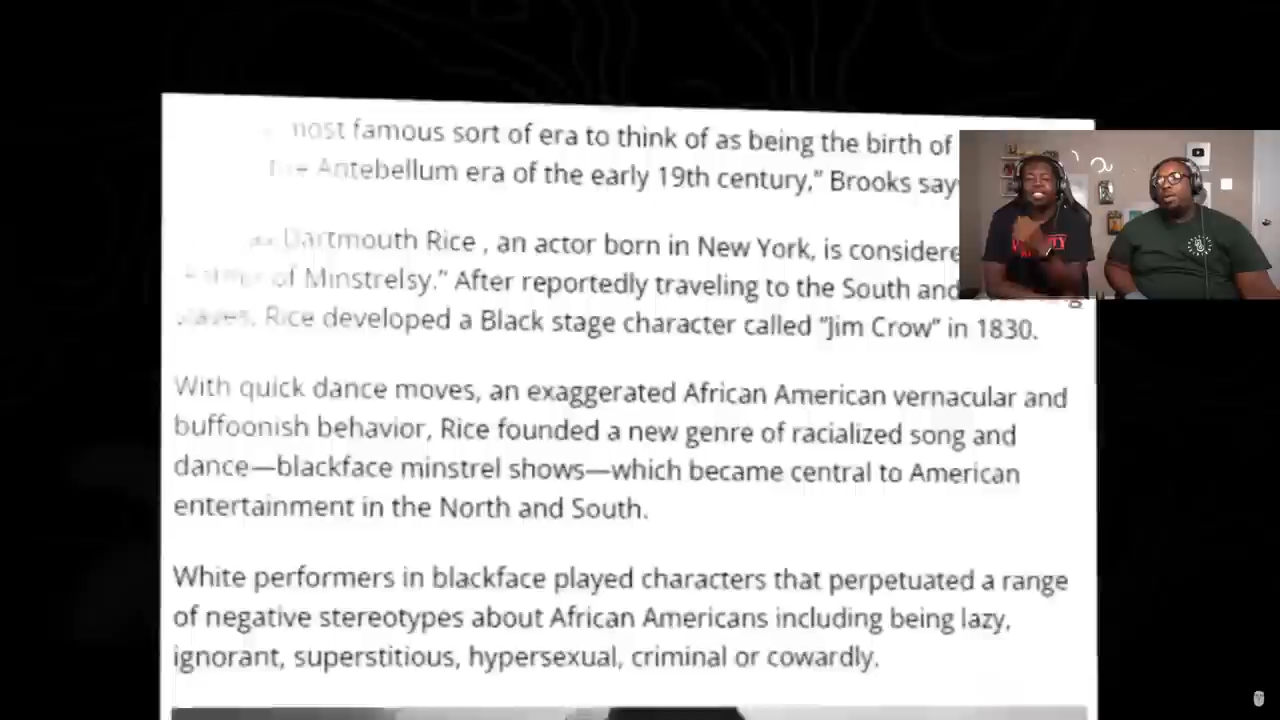 most famous sort of era to think of as being the birth of
Antebellum era of the early 19th century," Brooks say
Dartmouth Rice , an actor born in New York, is considere
of Minstrelsy." After reportedly traveling to the South and
slaves, Rice developed a Black stage character called "Jim Crow" in 1830.
With quick dance moves, an exaggerated African American vernacular and
buffoonish behavior, Rice founded a new genre of racialized song and
dance—blackface minstrel shows—which became central to American
entertainment in the North and South.
White performers in blackface played characters that perpetuated a range
of negative stereotypes about African Americans including being lazy,
ignorant, superstitious, hypersexual, criminal or cowardly.